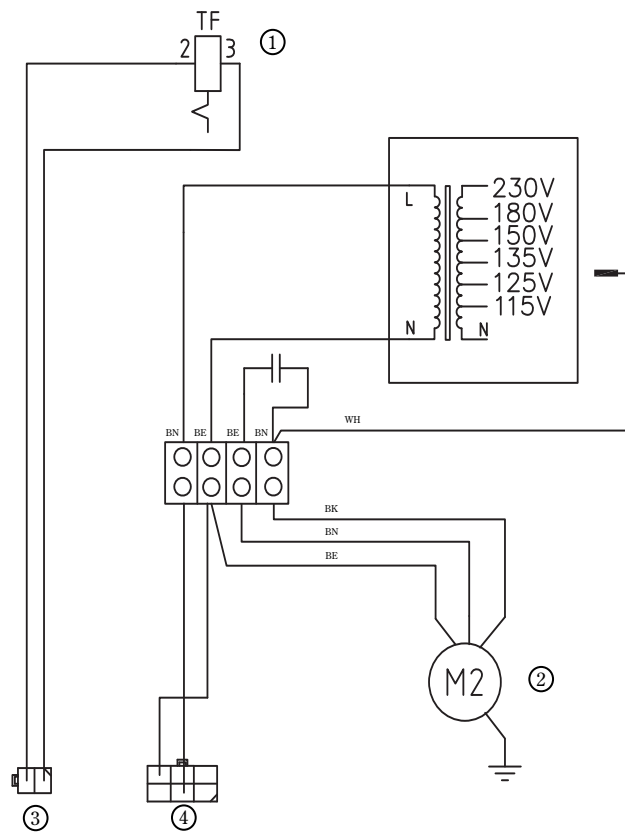 TF
2 3 1
L
230V
180V
150V
135V
125V
115V
N N
BN BE BE BN
WH
BK
BN
BE
M2 2
3 4